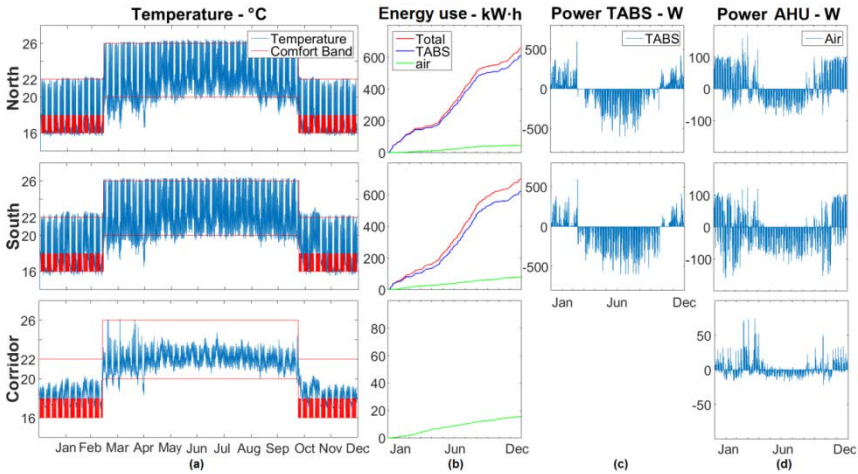 Temperature - °C Energy use - kW·h Power TABS - W Power AHU - W
North
26
22
20
16
Temperature
Comfort Band
600
400
200
0
Total
TABS
air
500
0
-500
TABS
100
0
-100
Air
South
26
22
20
16
600
400
200
0
500
0
-500
Jan Jun Dec
100
0
-100
Corridor
26
22
20
16
Jan Feb Mar Apr May Jun Jul Aug Sep Oct Nov Dec
80
60
40
20
0
Jan Jun Dec
50
0
-50
Jan Jun Dec
(a) (b) (c) (d)